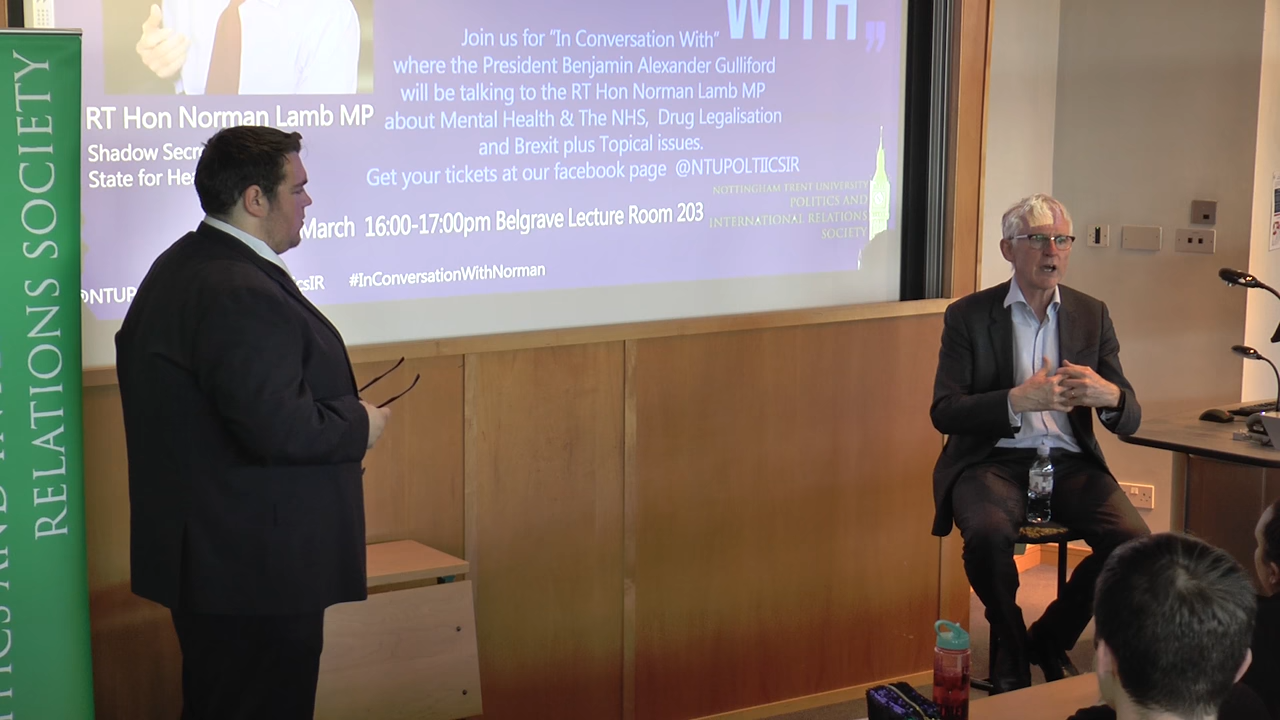 RELATIONS SOCIETY
WITH”
Join us for “In Conversation With”
where the President Benjamin Alexander Gulliford
will be talking to the RT Hon Norman Lamb MP
about Mental Health & The NHS, Drug Legalisation
and Brexit plus Topical issues.
Get your tickets at our facebook page @NTUPOLTIICSIR
RT Hon Norman Lamb MP
Shadow
State for
March 16:00-17:00pm Belgrave Lecture Room 203
NOTTINGHAM TRENT UNIVERSITY
POLITICS AND
INTERNATIONAL RELATIONS
SOCIETY
#InConversationWithNorman